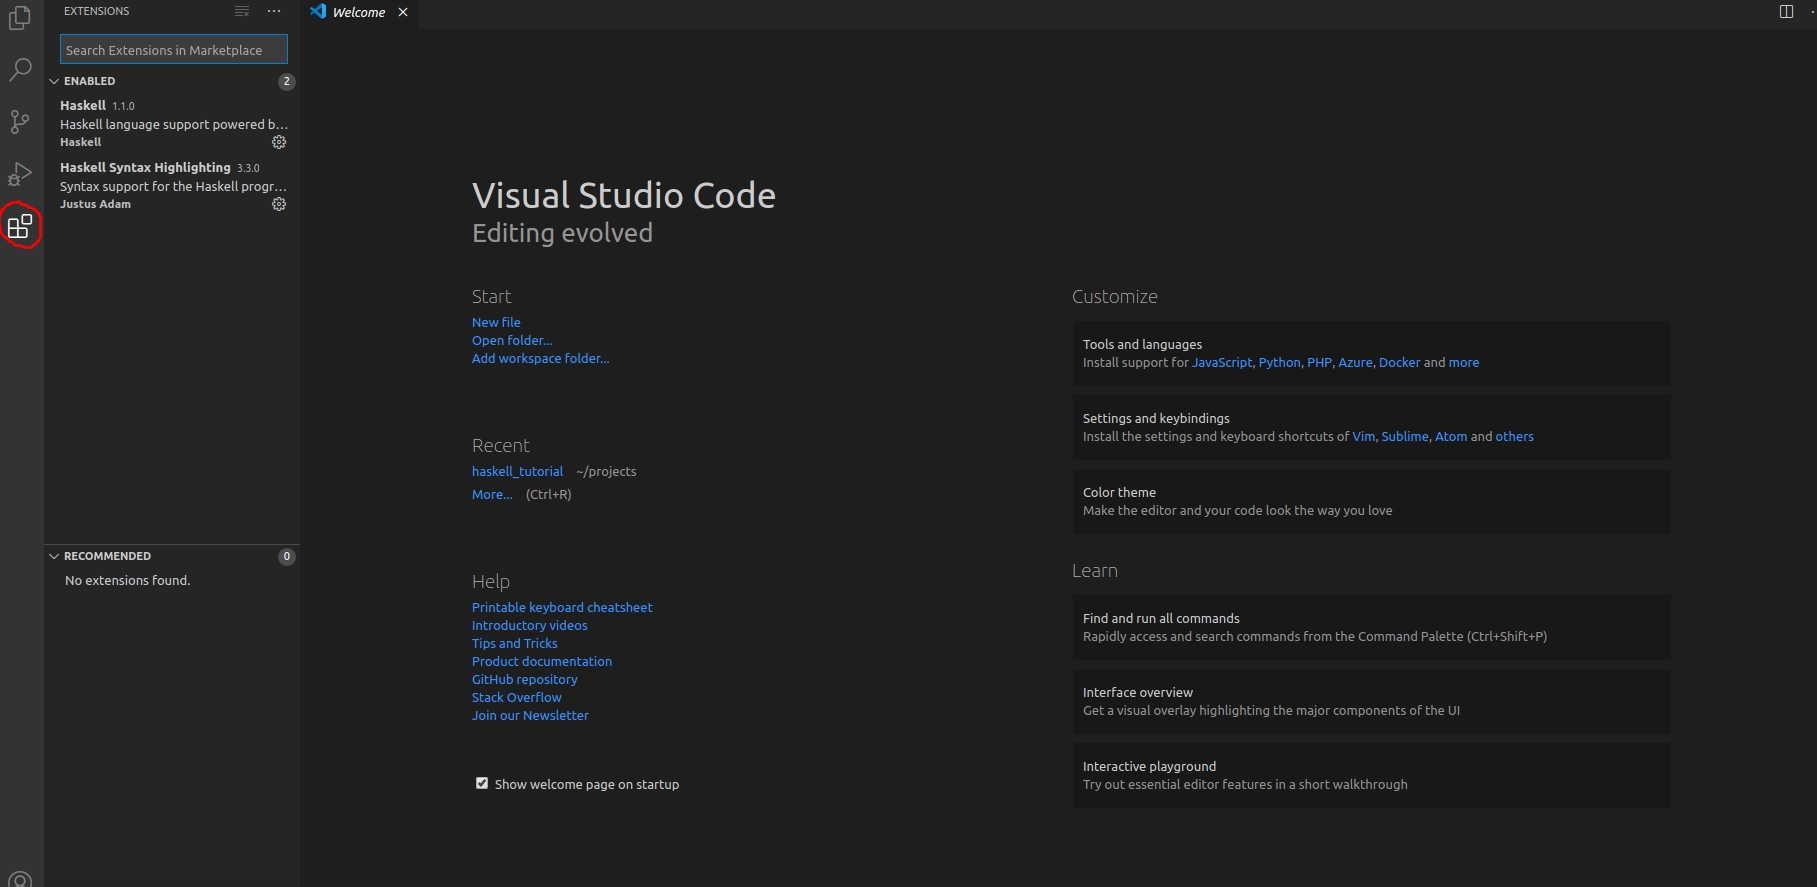 EXTENSIONS
Search Extensions in Marketplace
ENABLED 2
Haskell 1.1.0
Haskell language support powered b...
Haskell
Haskell Syntax Highlighting 3.3.0
Syntax support for the Haskell progr...
Justus Adam
RECOMMENDED 0
No extensions found.
Welcome
Visual Studio Code
Editing evolved
Start
New file
Open folder...
Add workspace folder...
Recent
haskell_tutorial ~/projects
More... (Ctrl+R)
Help
Printable keyboard cheatsheet
Introductory videos
Tips and Tricks
Product documentation
GitHub repository
Stack Overflow
Join our Newsletter
Show welcome page on startup
Customize
Tools and languages
Install support for JavaScript, Python, PHP, Azure, Docker and more
Settings and keybindings
Install the settings and keyboard shortcuts of Vim, Sublime, Atom and others
Color theme
Make the editor and your code look the way you love
Learn
Find and run all commands
Rapidly access and search commands from the Command Palette (Ctrl+Shift+P)
Interface overview
Get a visual overlay highlighting the major components of the UI
Interactive playground
Try out essential editor features in a short walkthrough